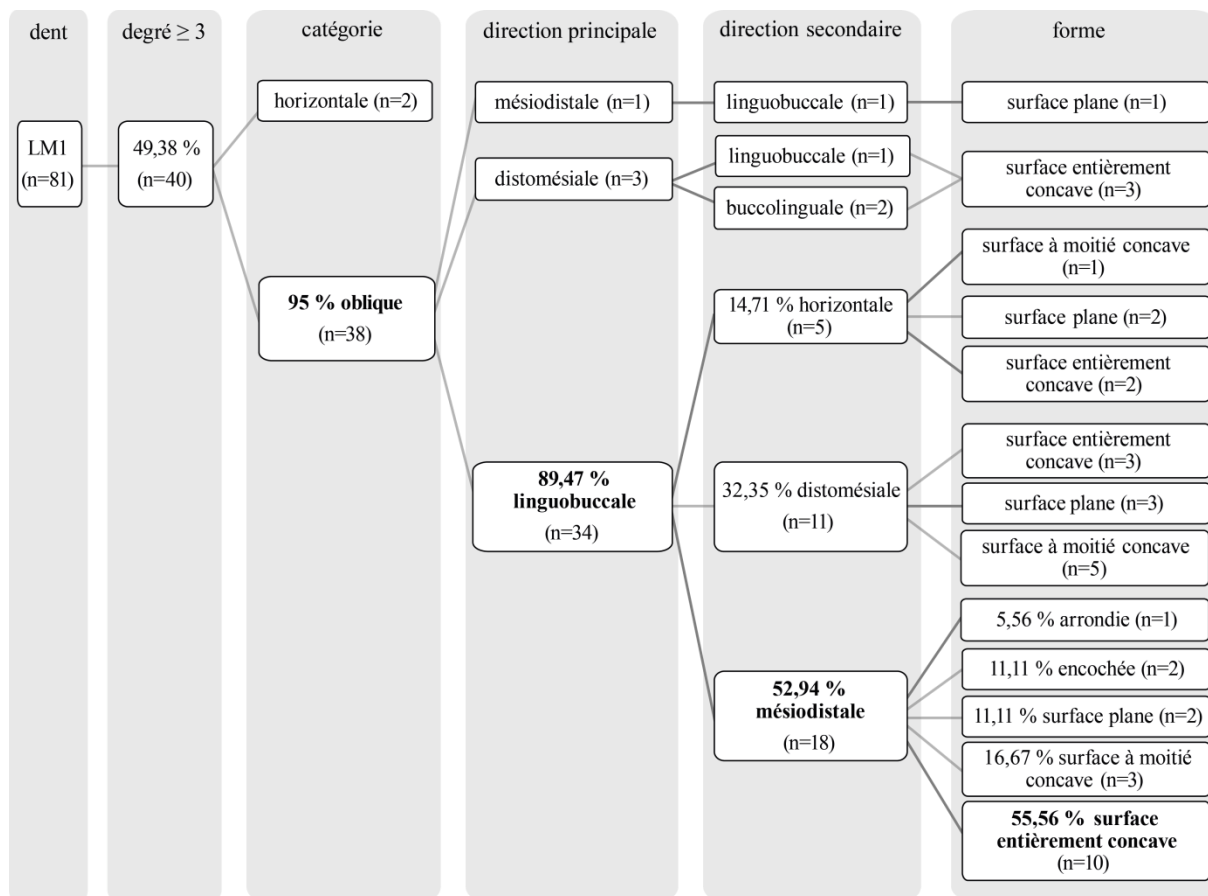 dent
degré ≥ 3
catégorie
direction principale
direction secondaire
forme
LM1
(n=81)
49,38 %
(n=40)
horizontale (n=2)
95 % oblique
(n=38)
mésiodistale (n=1)
distomésiale (n=3)
89,47 %
linguobuccale
(n=34)
linguobuccale (n=1)
linguobuccale (n=1)
buccolinguale (n=2)
14,71 % horizontale
(n=5)
32,35 % distomésiale
(n=11)
52,94 %
mésiodistale
(n=18)
surface plane (n=1)
surface entièrement
concave (n=3)
surface à moitié concave
(n=1)
surface plane (n=2)
surface entièrement
concave (n=2)
surface entièrement
concave (n=3)
surface plane (n=3)
surface à moitié concave
(n=5)
5,56 % arrondie (n=1)
11,11 % encochée (n=2)
11,11 % surface plane (n=2)
16,67 % surface à moitié
concave (n=3)
55,56 % surface
entièrement concave
(n=10)